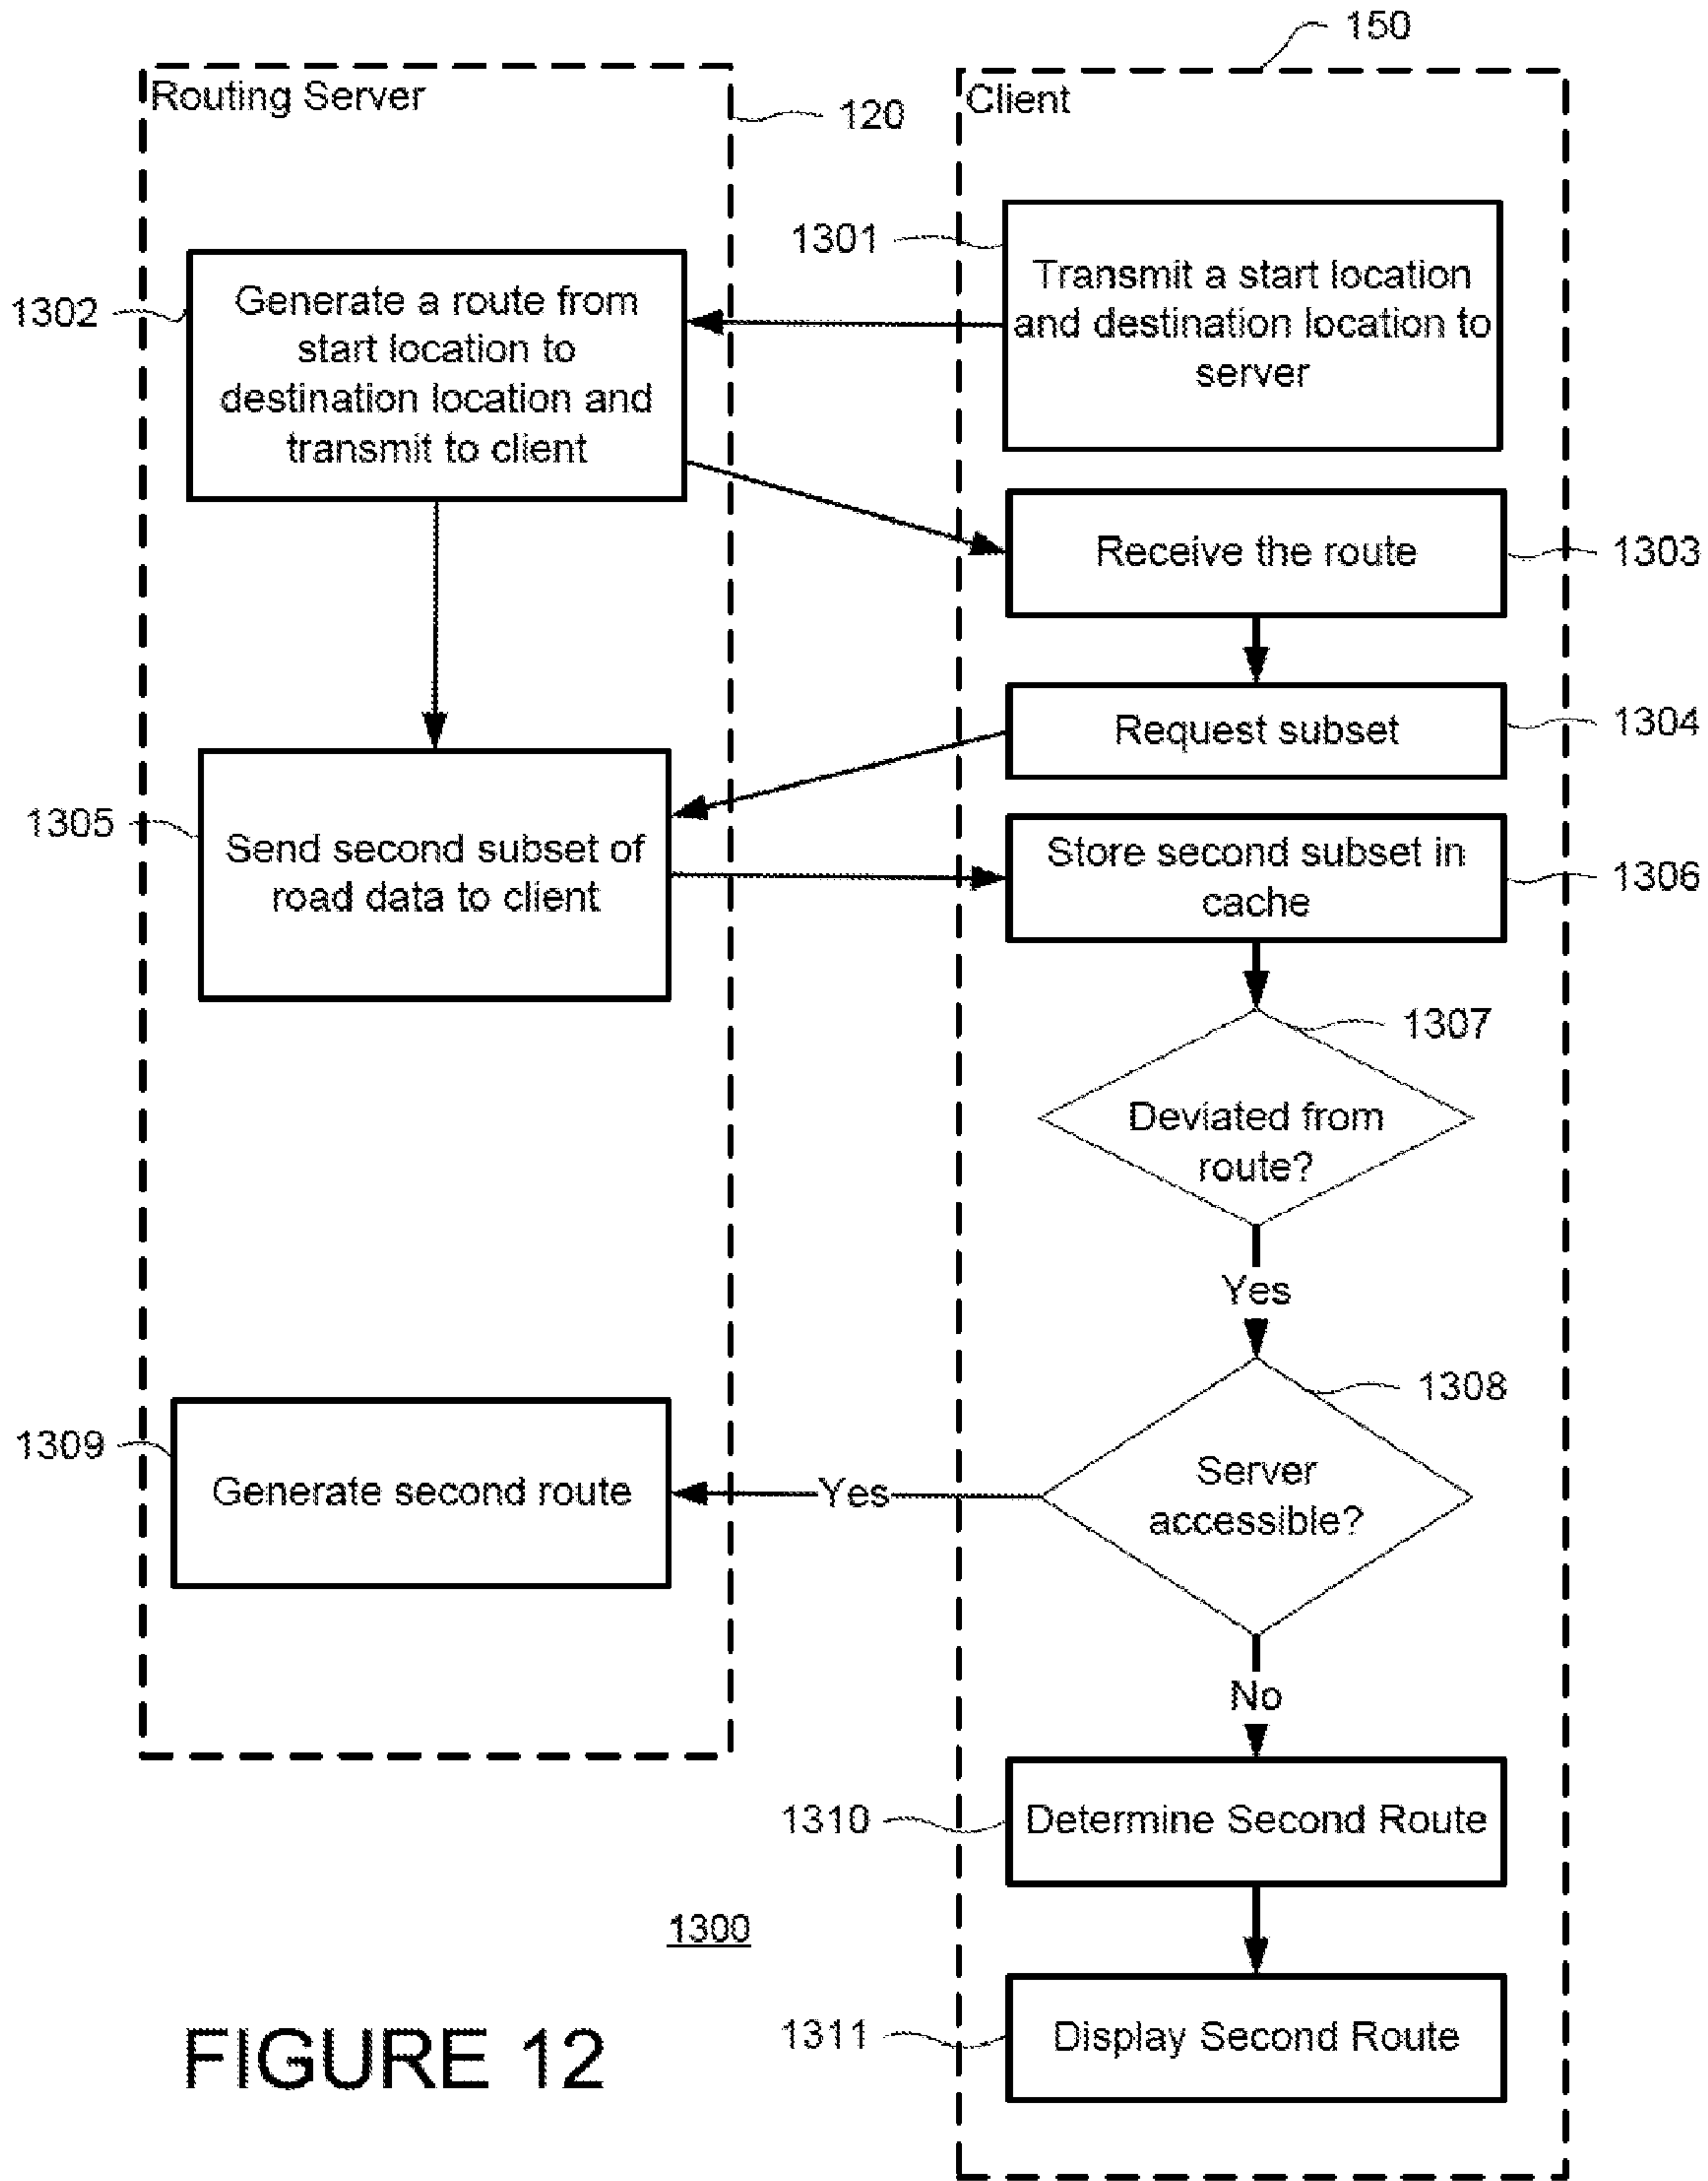 150
Routing Server
120
Client
1301
Transmit a start location
and destination location to
server
1302
Generate a route from
start location to
destination location and
transmit to client
Receive the route
1303
Request subset
1304
1305
Send second subset of
road data to client
Store second subset in
cache
1306
1307
Deviated from
route?
Yes
1308
Server
accessible?
1309
Generate second route
Yes
No
1310
Determine Second Route
1300
1311
Display Second Route
FIGURE 12